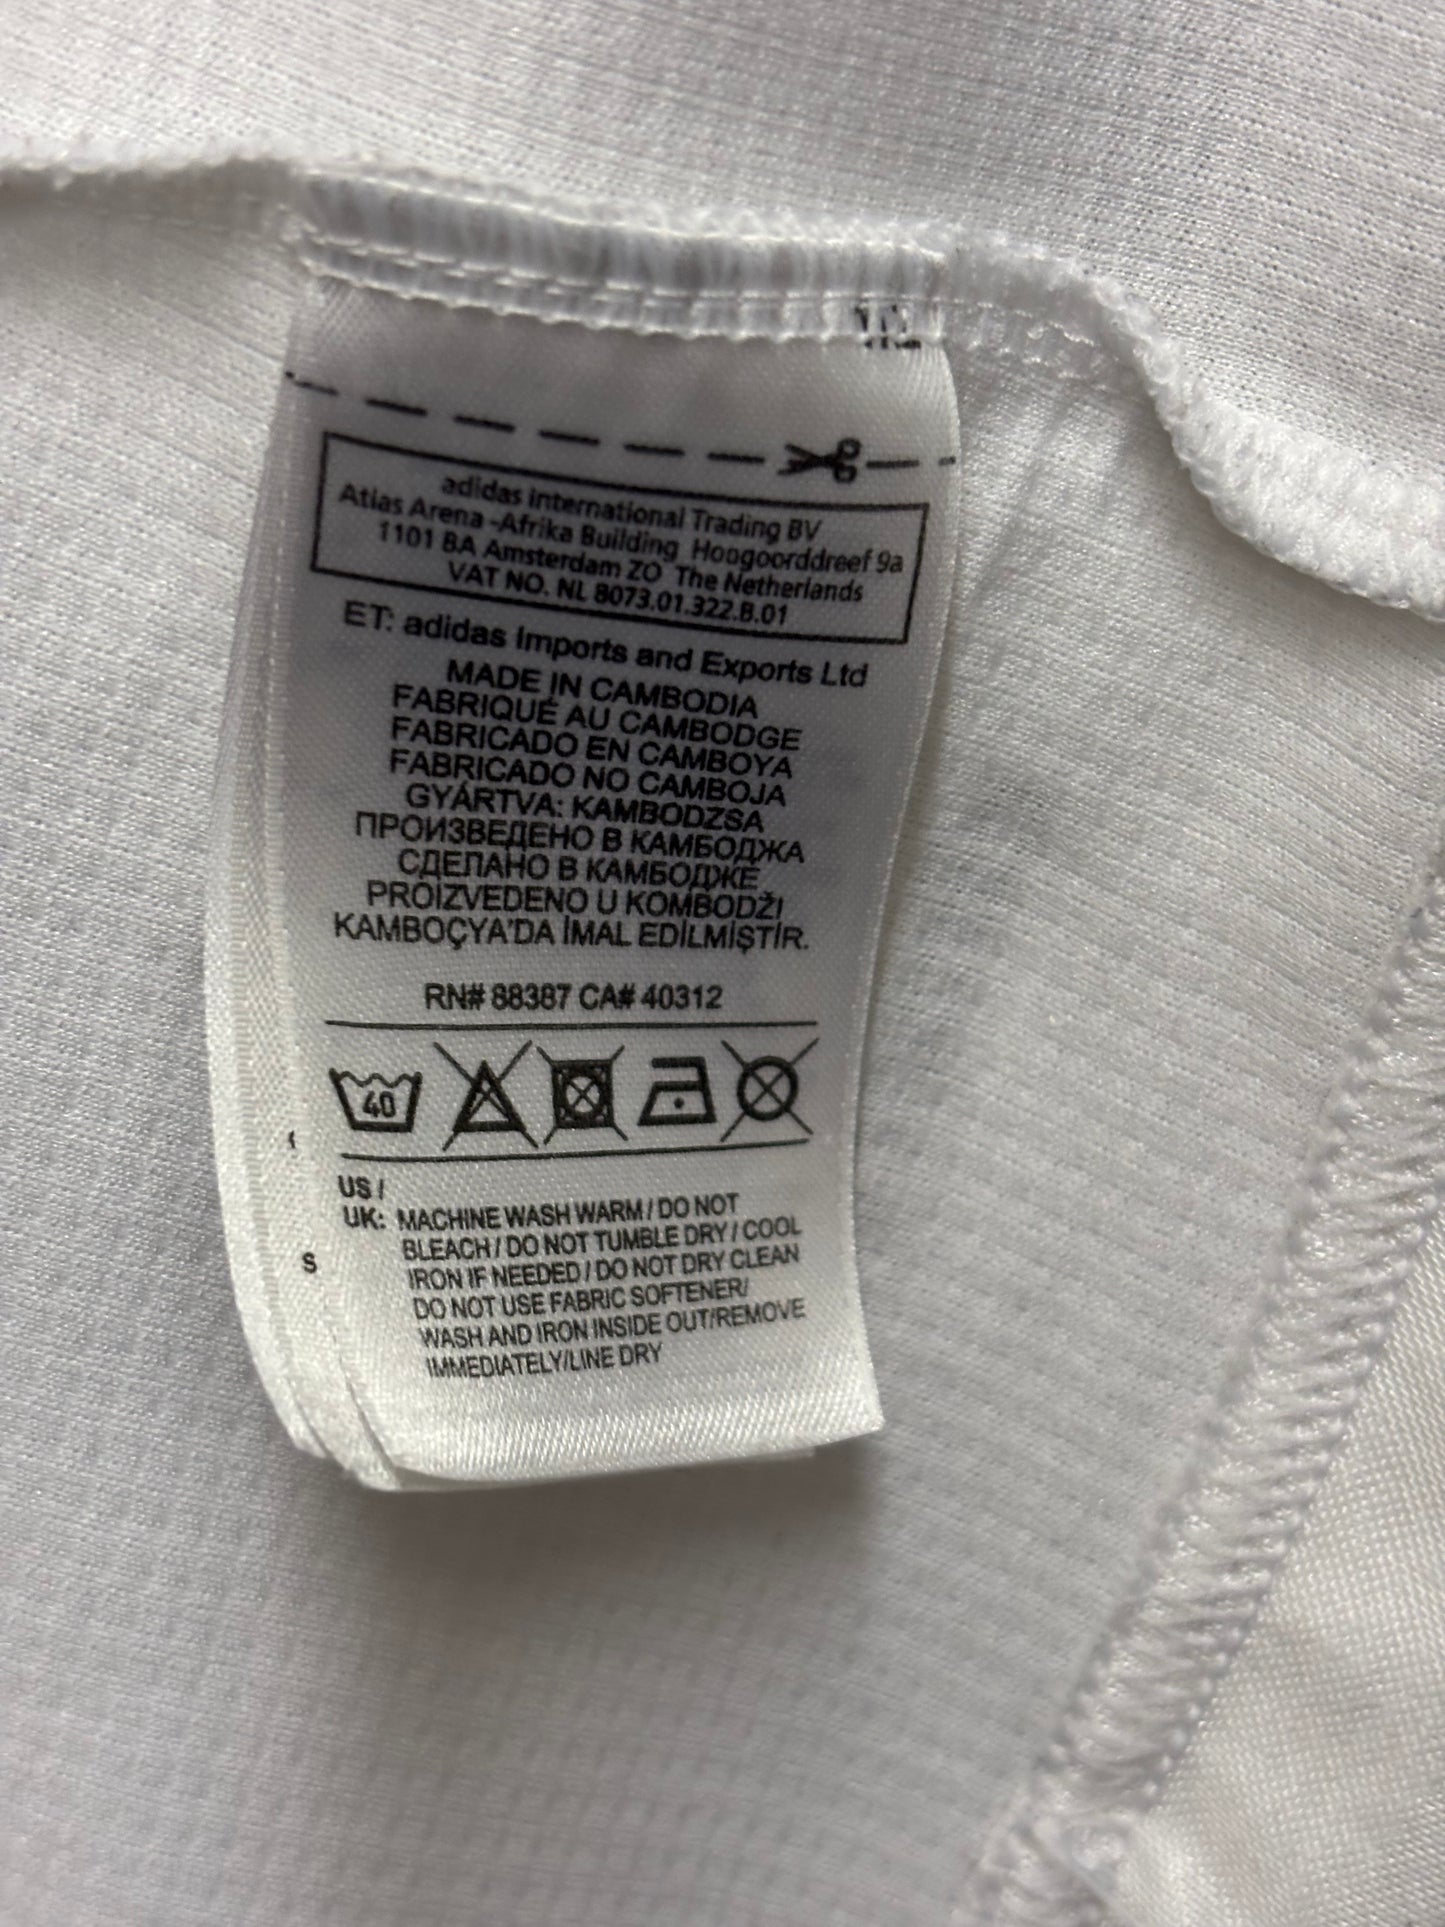 adidas International Trading BV
Atlas Arena -Afrika Building Hoogoorddreef 9a
1101 BA Amsterdam ZO The Netherlands
VAT NO. NL 8073.01.322.B.01
ET: adidas Imports and Exports Ltd
MADE IN CAMBODIA
FABRIQUÉ AU CAMBODGE
FABRICADO EN CAMBOYA
FABRICADO NO CAMBOJA
GYÁRTVA: KAMBODZSA
ПРОИЗВЕДЕНО В КАМБОДЖА
СДЕЛАНО В КАМБОДЖЕ
PROIZVEDENO U KOMBODŽI
KAMBOÇYA'DA İMAL EDİLMİŞTİR.
RN# 88387 CA# 40312
40
US /
UK: MACHINE WASH WARM / DO NOT
BLEACH / DO NOT TUMBLE DRY / COOL
IRON IF NEEDED / DO NOT DRY CLEAN
DO NOT USE FABRIC SOFTENER/
WASH AND IRON INSIDE OUT/REMOVE
IMMEDIATELY/LINE DRY
S